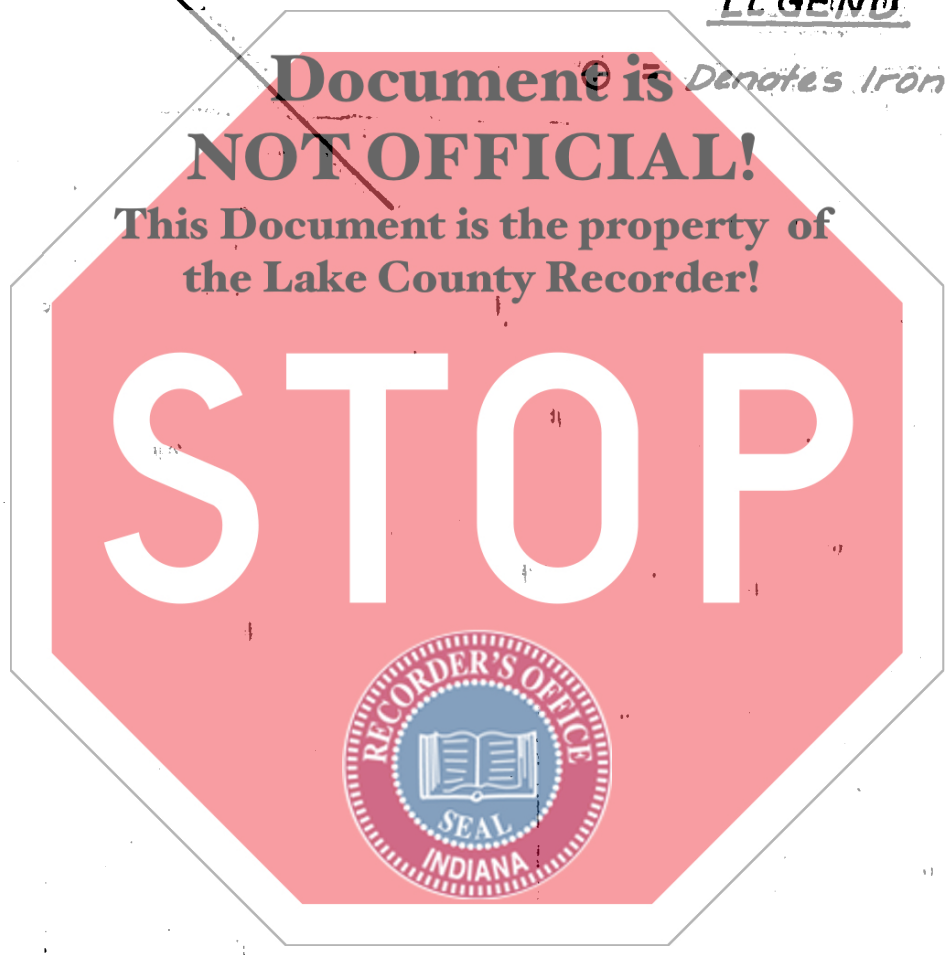 LEGEND
Document is
= Denotes Iron
NOT OFFICIAL!
This Document is the property of
the Lake County Recorder!
STOP
RECORDER'S OFFICE
SEAL
INDIANA